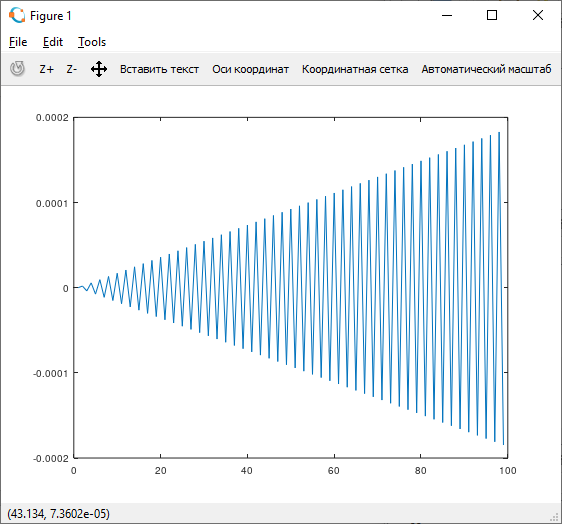 Figure 1
File Edit Tools
Z+ Z- Вставить текст Оси координат Координатная сетка Автоматический масштаб
0.0002
0.0001
0
-0.0001
-0.0002
0 20 40 60 80 100
(43.134, 7.3602e-05)